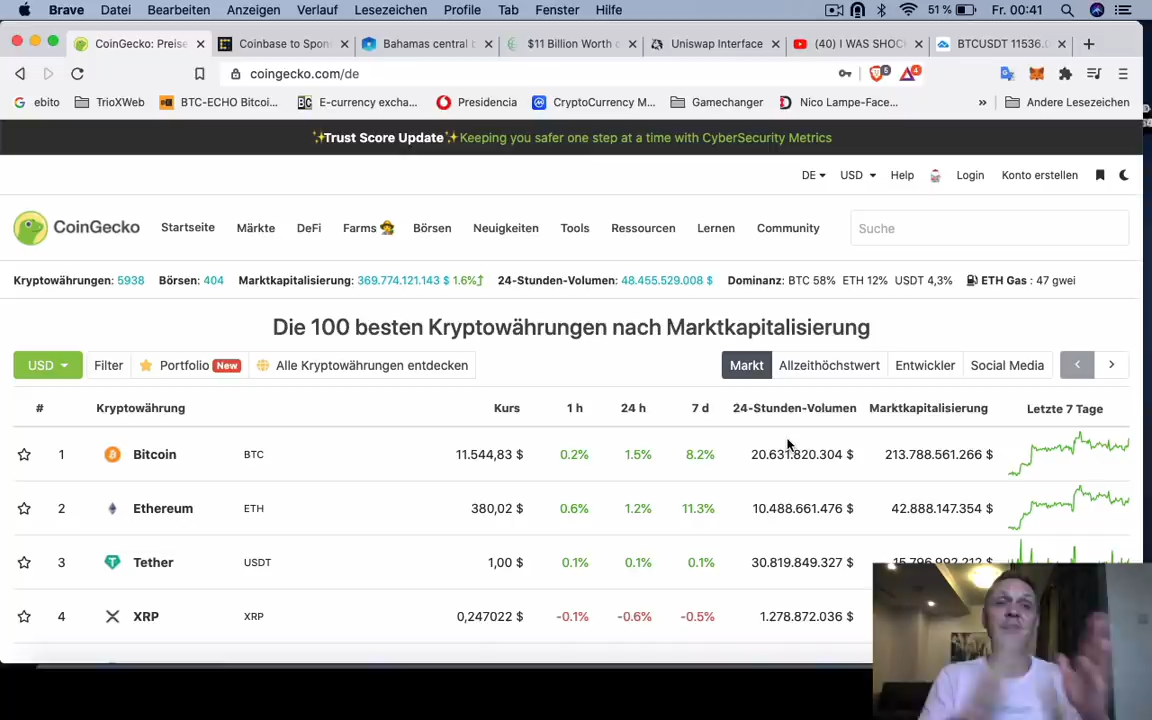 Brave Datei Bearbeiten Anzeigen Verlauf Lesezeichen Profile Tab Fenster Hilfe 51 % Fr. 00:41
CoinGecko: Preise Coinbase to Spon Bahamas central b $11 Billion Worth o Uniswap Interface (40) I WAS SHOC BTCUSDT 11536.
coingecko.com/de 5 4
ebito TrioXWeb BTC-ECHO Bitcoi... E-currency excha... Presidencia CryptoCurrency M... Gamechanger Nico Lampe-Face... » Andere Lesezeichen
✨Trust Score Update✨Keeping you safer one step at a time with CyberSecurity Metrics
DE USD Help Login Konto erstellen
CoinGecko Startseite Märkte DeFi Farms Börsen Neuigkeiten Tools Ressourcen Lernen Community Suche
Kryptowährungen: 5938 Börsen: 404 Marktkapitalisierung: 369.774.121.143 $ 1.6% 24-Stunden-Volumen: 48.455.529.008 $ Dominanz: BTC 58% ETH 12% USDT 4,3% ETH Gas : 47 gwei
Die 100 besten Kryptowährungen nach Marktkapitalisierung
USD Filter Portfolio New Alle Kryptowährungen entdecken Markt Allzeithöchstwert Entwickler Social Media
# Kryptowährung Kurs 1 h 24 h 7 d 24-Stunden-Volumen Marktkapitalisierung Letzte 7 Tage
1 Bitcoin BTC 11.544,83 $ 0.2% 1.5% 8.2% 20.631.820.304 $ 213.788.561.266 $
2 Ethereum ETH 380,02 $ 0.6% 1.2% 11.3% 10.488.661.476 $ 42.888.147.354 $
3 Tether USDT 1,00 $ 0.1% 0.1% 0.1% 30.819.849.327 $
4 XRP XRP 0,247022 $ -0.1% -0.6% -0.5% 1.278.872.036 $